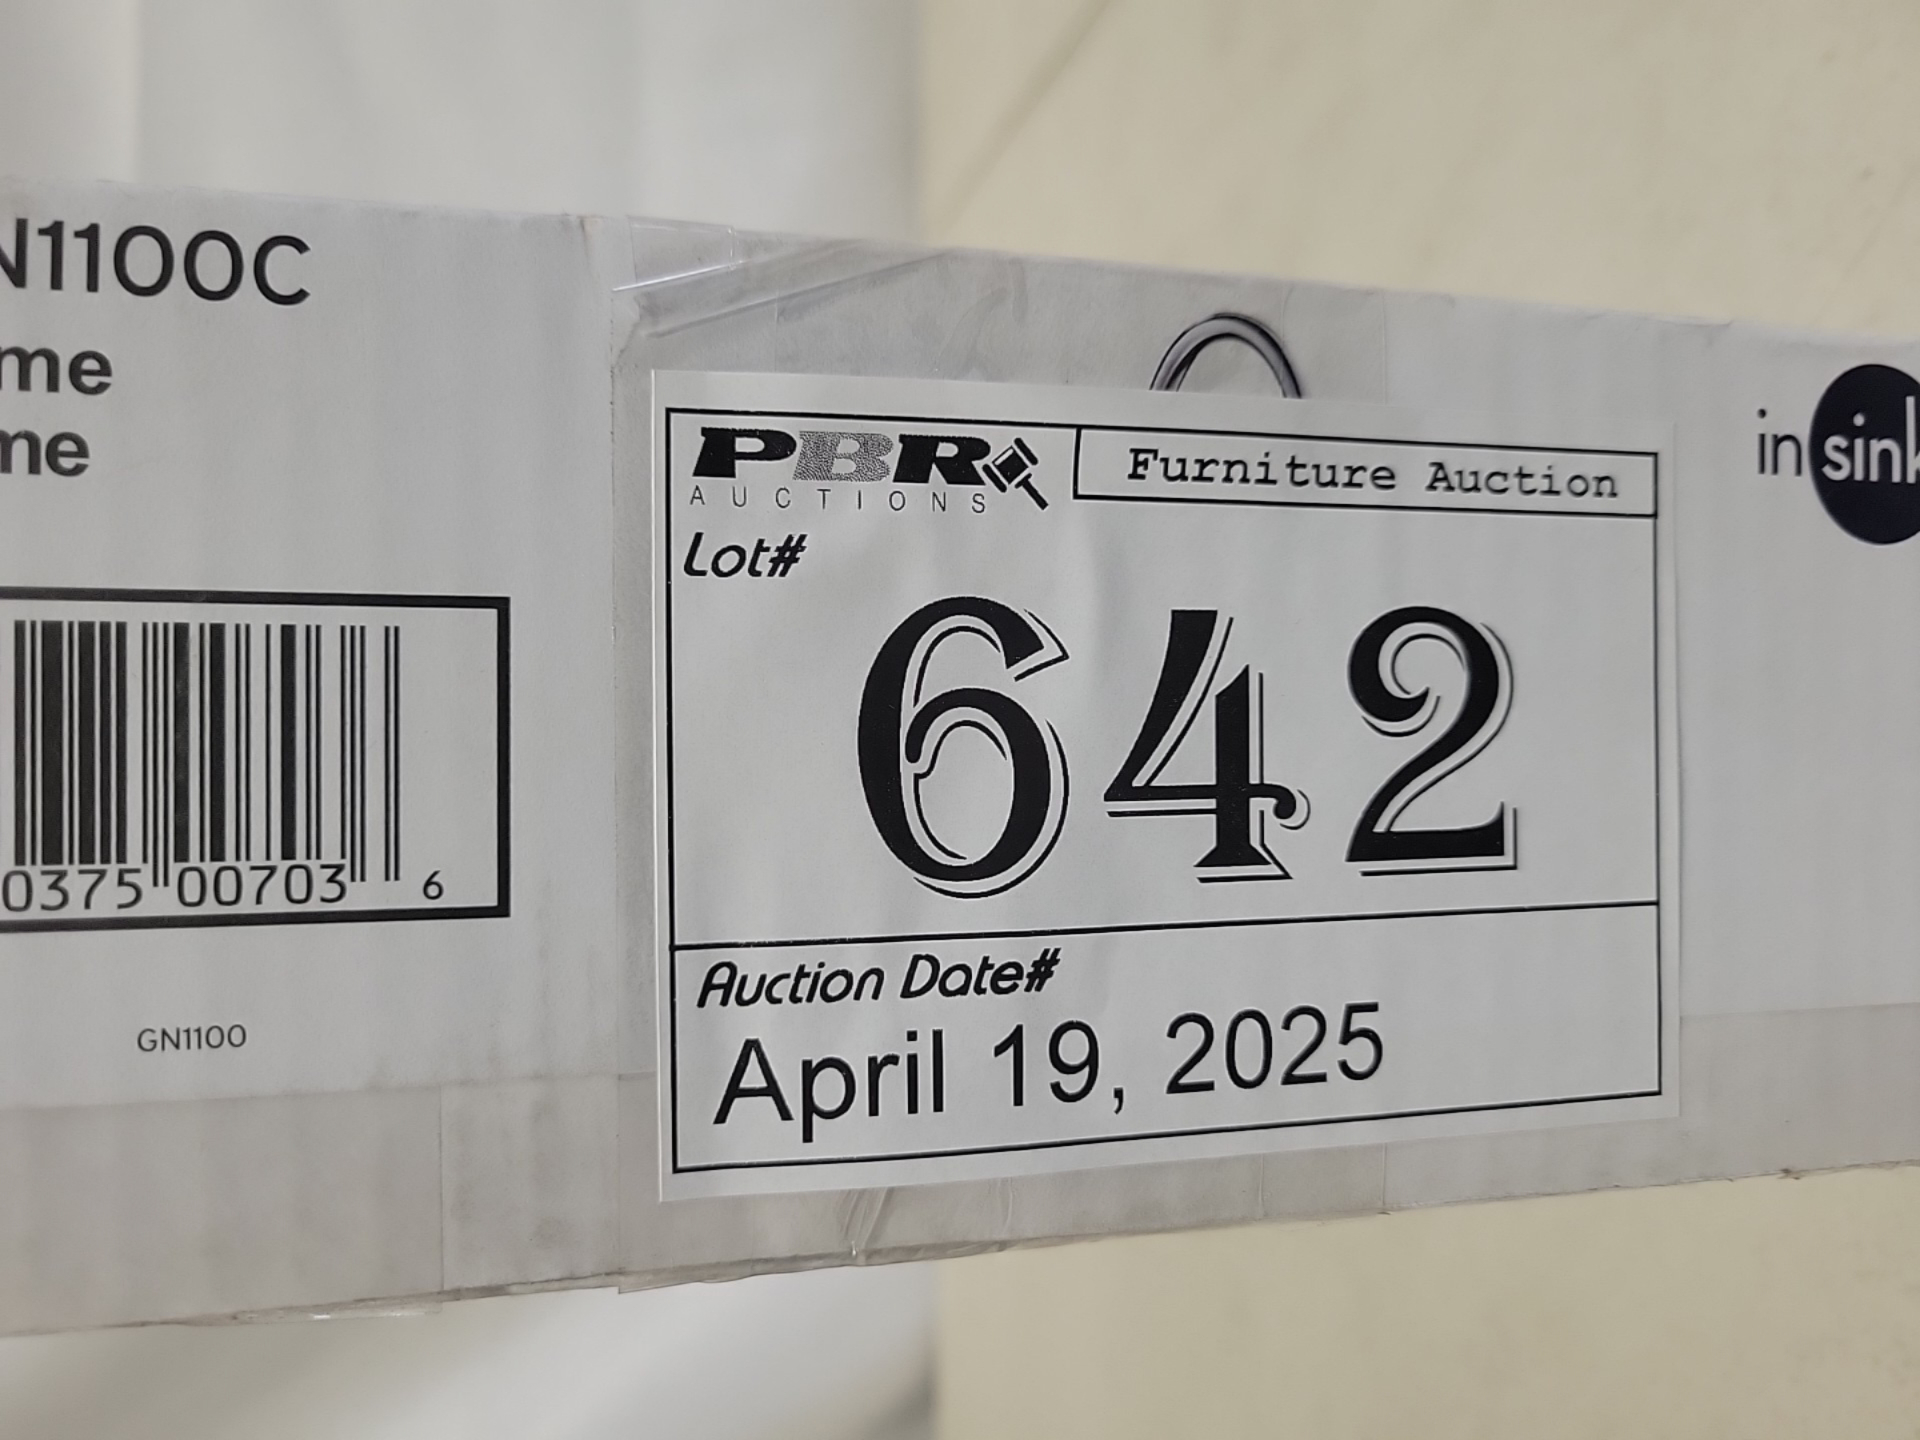 N1100C
me
me
0375 00703 6
GN1100
PBR
AUCTIONS
Furniture Auction
Lot#
642
Auction Date#
April 19, 2025
in sink